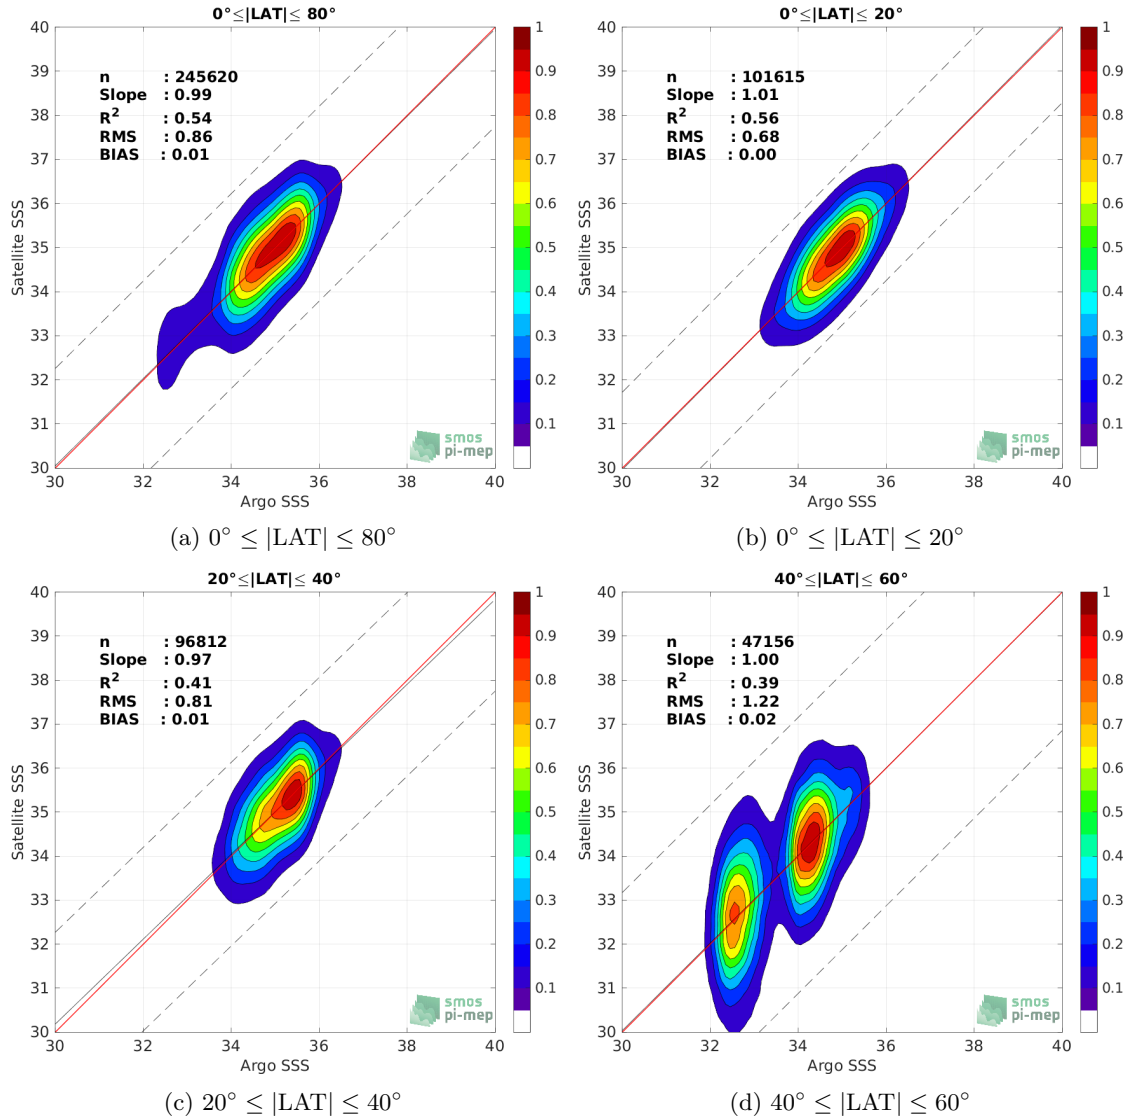 0°≤|LAT|≤ 80°
n : 245620
Slope : 0.99
R² : 0.54
RMS : 0.86
BIAS : 0.01
40
39
38
37
36
35
34
33
32
31
30
Satellite SSS
30 32 34 36 38 40
Argo SSS
1
0.9
0.8
0.7
0.6
0.5
0.4
0.3
0.2
0.1
smos
pi-mep
(a) 0° ≤ |LAT| ≤ 80°
0°≤|LAT|≤ 20°
n : 101615
Slope : 1.01
R² : 0.56
RMS : 0.68
BIAS : 0.00
40
39
38
37
36
35
34
33
32
31
30
Satellite SSS
30 32 34 36 38 40
Argo SSS
1
0.9
0.8
0.7
0.6
0.5
0.4
0.3
0.2
0.1
smos
pi-mep
(b) 0° ≤ |LAT| ≤ 20°
20°≤|LAT|≤ 40°
n : 96812
Slope : 0.97
R² : 0.41
RMS : 0.81
BIAS : 0.01
40
39
38
37
36
35
34
33
32
31
30
Satellite SSS
30 32 34 36 38 40
Argo SSS
1
0.9
0.8
0.7
0.6
0.5
0.4
0.3
0.2
0.1
smos
pi-mep
(c) 20° ≤ |LAT| ≤ 40°
40°≤|LAT|≤ 60°
n : 47156
Slope : 1.00
R² : 0.39
RMS : 1.22
BIAS : 0.02
40
39
38
37
36
35
34
33
32
31
30
Satellite SSS
30 32 34 36 38 40
Argo SSS
1
0.9
0.8
0.7
0.6
0.5
0.4
0.3
0.2
0.1
smos
pi-mep
(d) 40° ≤ |LAT| ≤ 60°